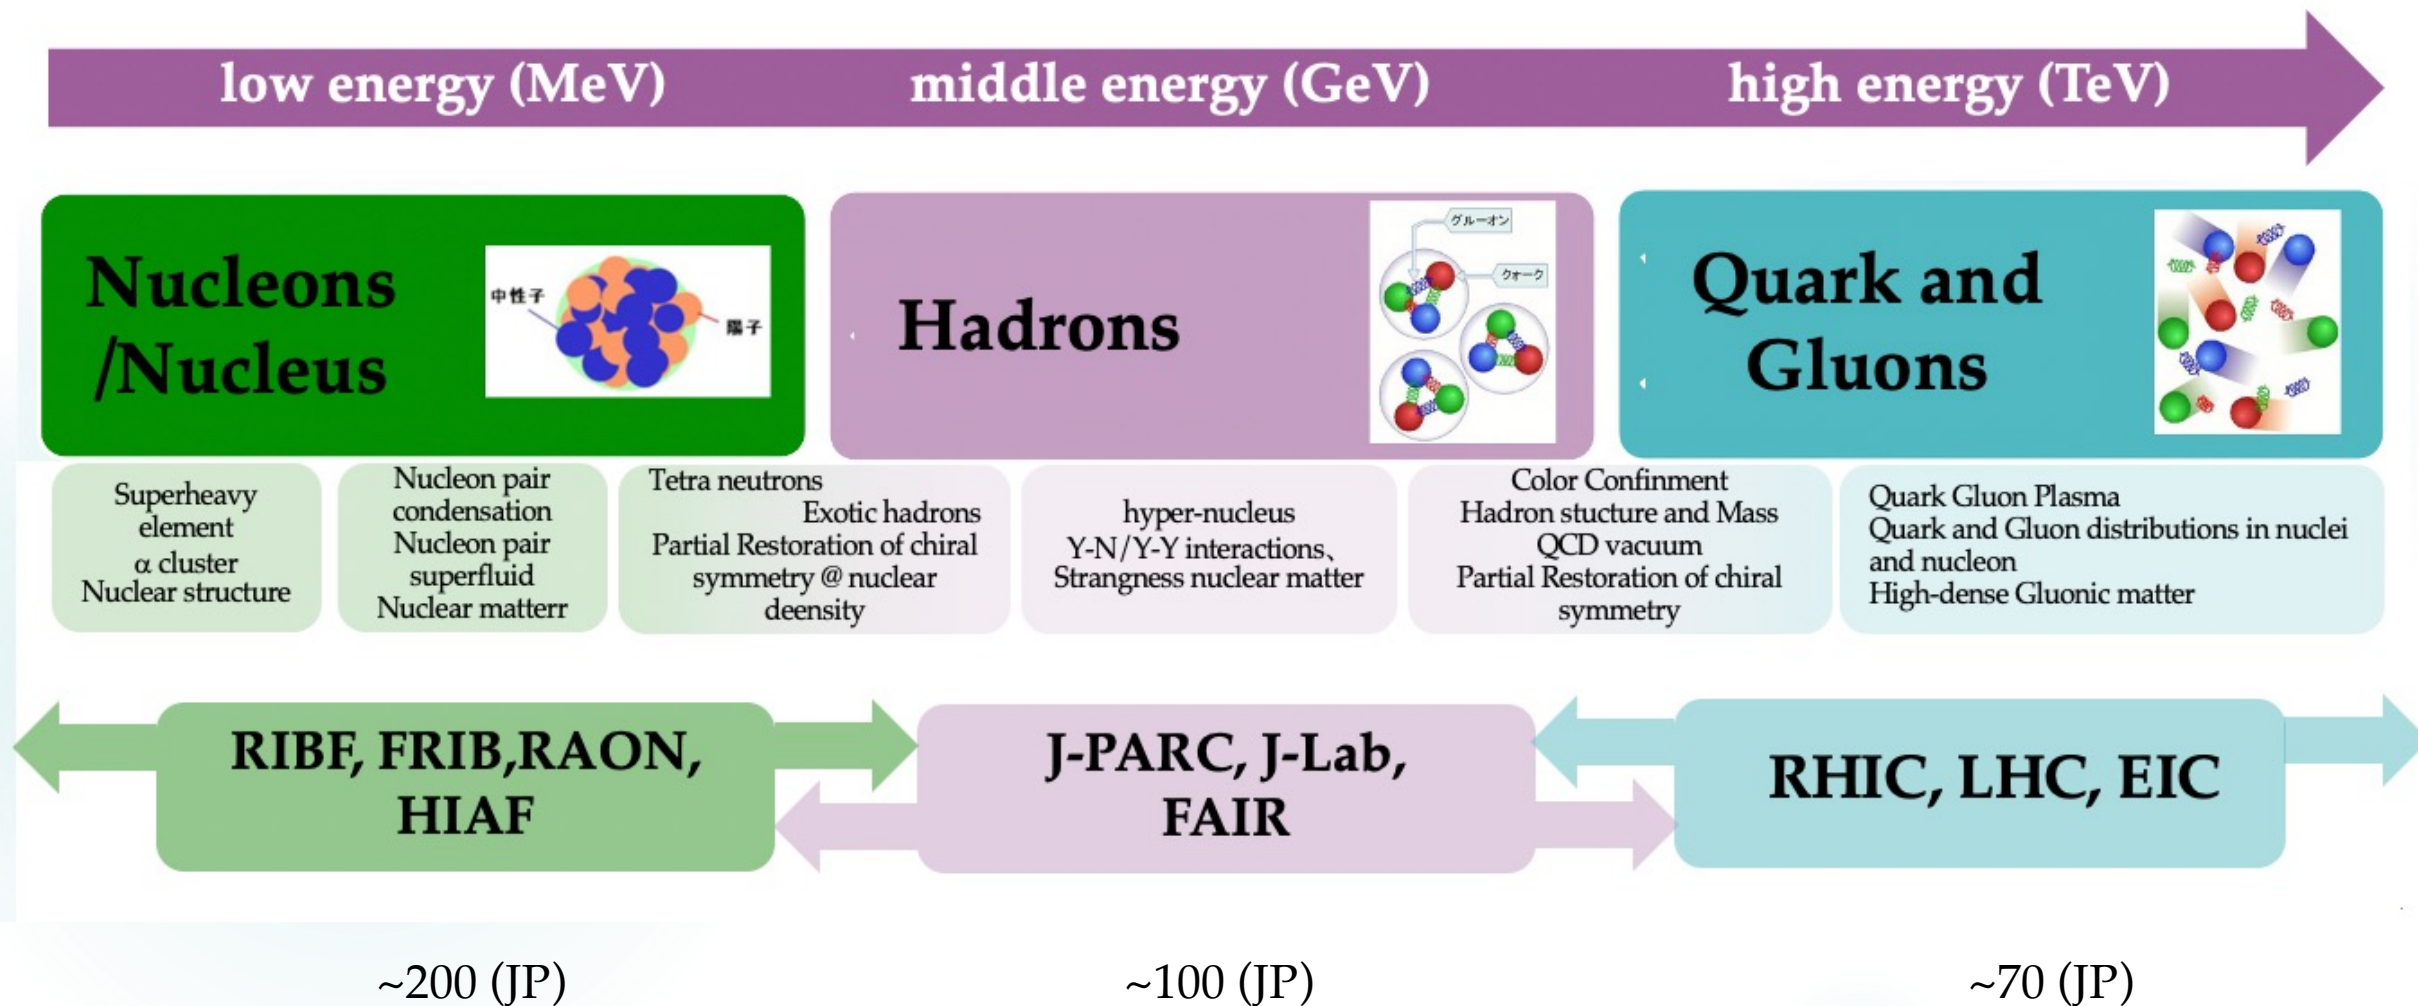 low energy (MeV)
middle energy (GeV)
high energy (TeV)
Nucleons
/Nucleus
中性子
陽子
Hadrons
グルーオン
クォーク
Quark and
Gluons
Superheavy
element
α cluster
Nuclear structure
Nucleon pair
condensation
Nucleon pair
superfluid
Nuclear matterr
Tetra neutrons
Exotic hadrons
Partial Restoration of chiral
symmetry @ nuclear
deensity
hyper-nucleus
Y-N/Y-Y interactions、
Strangness nuclear matter
Color Confinment
Hadron stucture and Mass
QCD vacuum
Partial Restoration of chiral
symmetry
Quark Gluon Plasma
Quark and Gluon distributions in nuclei
and nucleon
High-dense Gluonic matter
RIBF, FRIB,RAON,
HIAF
J-PARC, J-Lab,
FAIR
RHIC, LHC, EIC
~200 (JP)
~100 (JP)
~70 (JP)